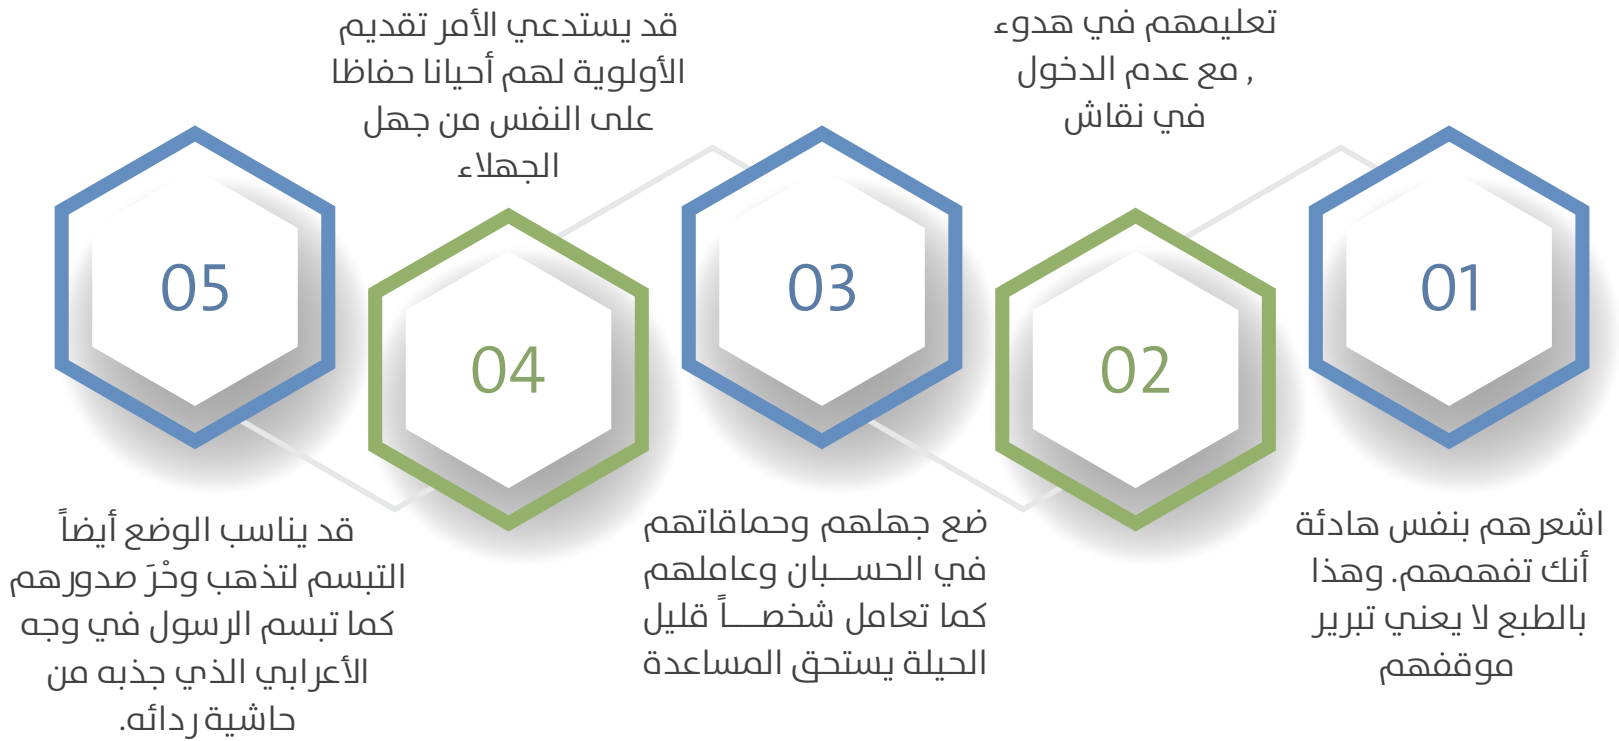 01
اشعرهم بنفس هادئة
أنك تفهمهم. وهذا
بالطبع لا يعني تبرير
موقفهم
02
تعليمهم في هدوء
, مع عدم الدخول
في نقاش
03
ضع جهلهم وحماقاتهم
في الحســبان وعاملهم
كما تعامل شخصــاً قليل
الحيلة يستحق المساعدة
04
قد يستدعي الأمر تقديم
الأولوية لهم أحيانا حفاظا
على النفس من جهل
الجهلاء
05
قد يناسب الوضع أيضاً
التبسم لتذهب وحْرَ صدورهم
كما تبسم الرسول في وجه
الأعرابي الذي جذبه من
حاشية ردائه.